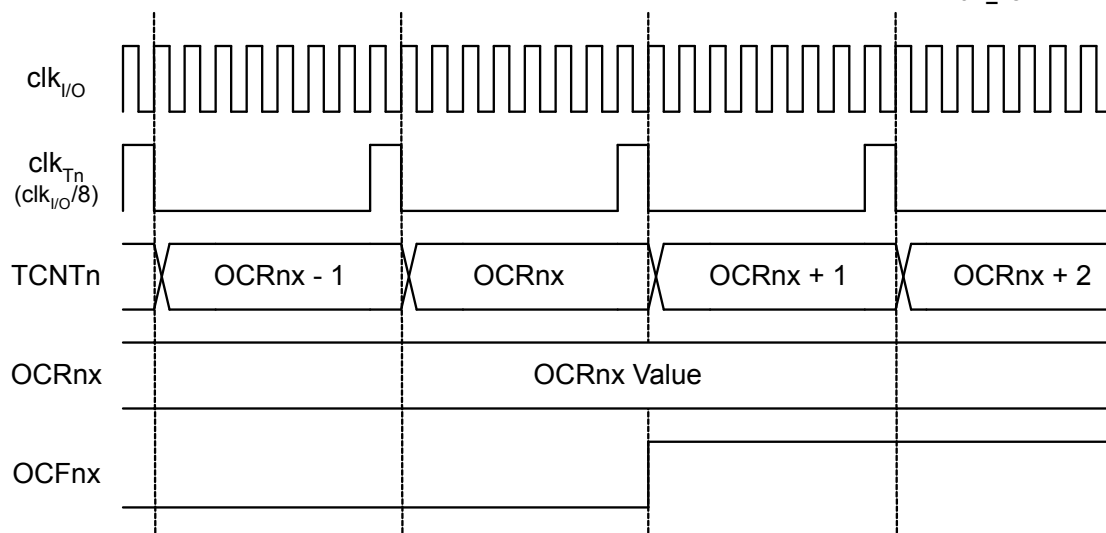 clkI/O
clkTn
(clkI/O/8)
TCNTn OCRnx - 1 OCRnx OCRnx + 1 OCRnx + 2
OCRnx OCRnx Value
OCFnx